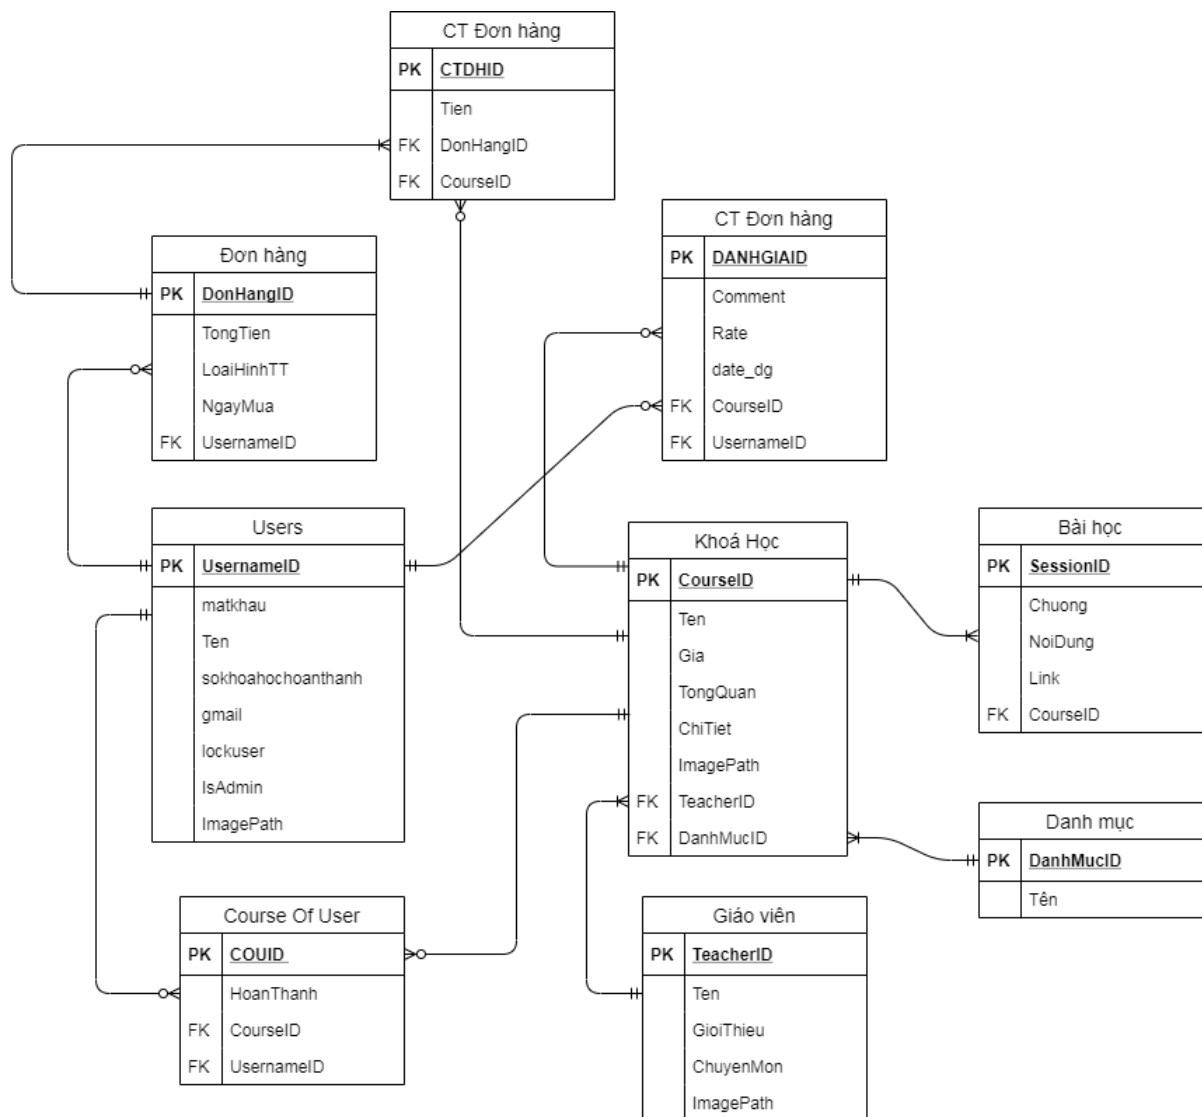 CT Đơn hàng
PK CTDHID
Tien
FK DonHangID
FK CourseID
CT Đơn hàng
PK DANHGIAID
Comment
Rate
date_dg
FK CourseID
FK UsernameID
Đơn hàng
PK DonHangID
TongTien
LoaiHinhTT
NgayMua
FK UsernameID
Users
PK UsernameID
matkhau
Ten
sokhoahochoanthanh
gmail
lockuser
IsAdmin
ImagePath
Khoá Học
PK CourseID
Ten
Gia
TongQuan
ChiTiet
ImagePath
FK TeacherID
FK DanhMucID
Bài học
PK SessionID
Chuong
NoiDung
Link
FK CourseID
Danh mục
PK DanhMucID
Tên
Course Of User
PK COUID
HoanThanh
FK CourseID
FK UsernameID
Giáo viên
PK TeacherID
Ten
GioiThieu
ChuyenMon
ImagePath